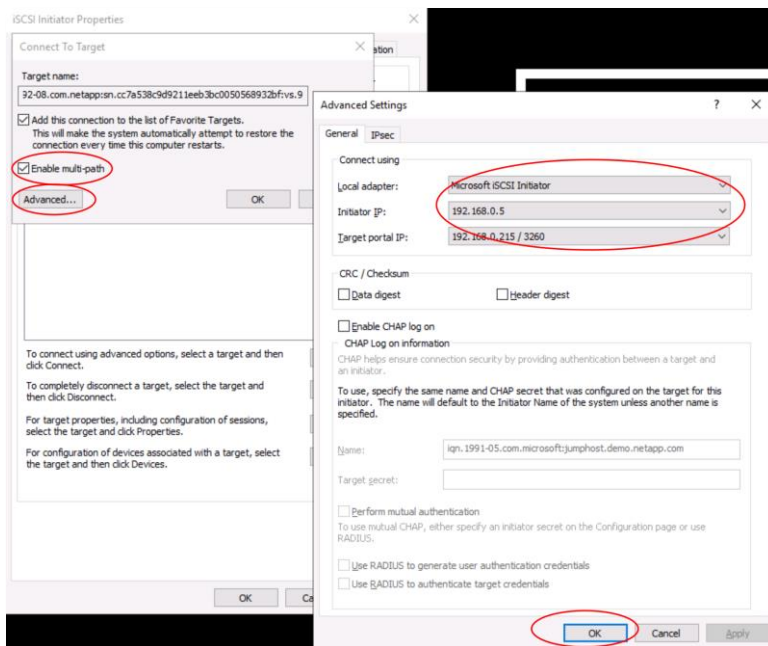 iSCSI Initiator Properties
Connect To Target
Target name:
92-08.com.netapp:sn.cc7a538c9d9211eeb3bc0050568932bf:vs.9
Add this connection to the list of Favorite Targets.
This will make the system automatically attempt to restore the
connection every time this computer restarts.
Enable multi-path
Advanced...
OK
To connect using advanced options, select a target and then
click Connect.
To completely disconnect a target, select the target and
then click Disconnect.
For target properties, including configuration of sessions,
select the target and click Properties.
For configuration of devices associated with a target, select
the target and then click Devices.
OK
Ca
Advanced Settings
?
General
IPsec
Connect using
Local adapter:
Microsoft iSCSI Initiator
Initiator IP:
192.168.0.5
Target portal IP:
192.168.0.215 / 3260
CRC / Checksum
Data digest
Header digest
Enable CHAP log on
CHAP Log on information
CHAP helps ensure connection security by providing authentication between a target and
an initiator.
To use, specify the same name and CHAP secret that was configured on the target for this
initiator. The name will default to the Initiator Name of the system unless another name is
specified.
Name:
iqn.1991-05.com.microsoft:jumphost.demo.netapp.com
Target secret:
Perform mutual authentication
To use mutual CHAP, either specify an initiator secret on the Configuration page or use
RADIUS.
Use RADIUS to generate user authentication credentials
Use RADIUS to authenticate target credentials
OK
Cancel
Apply